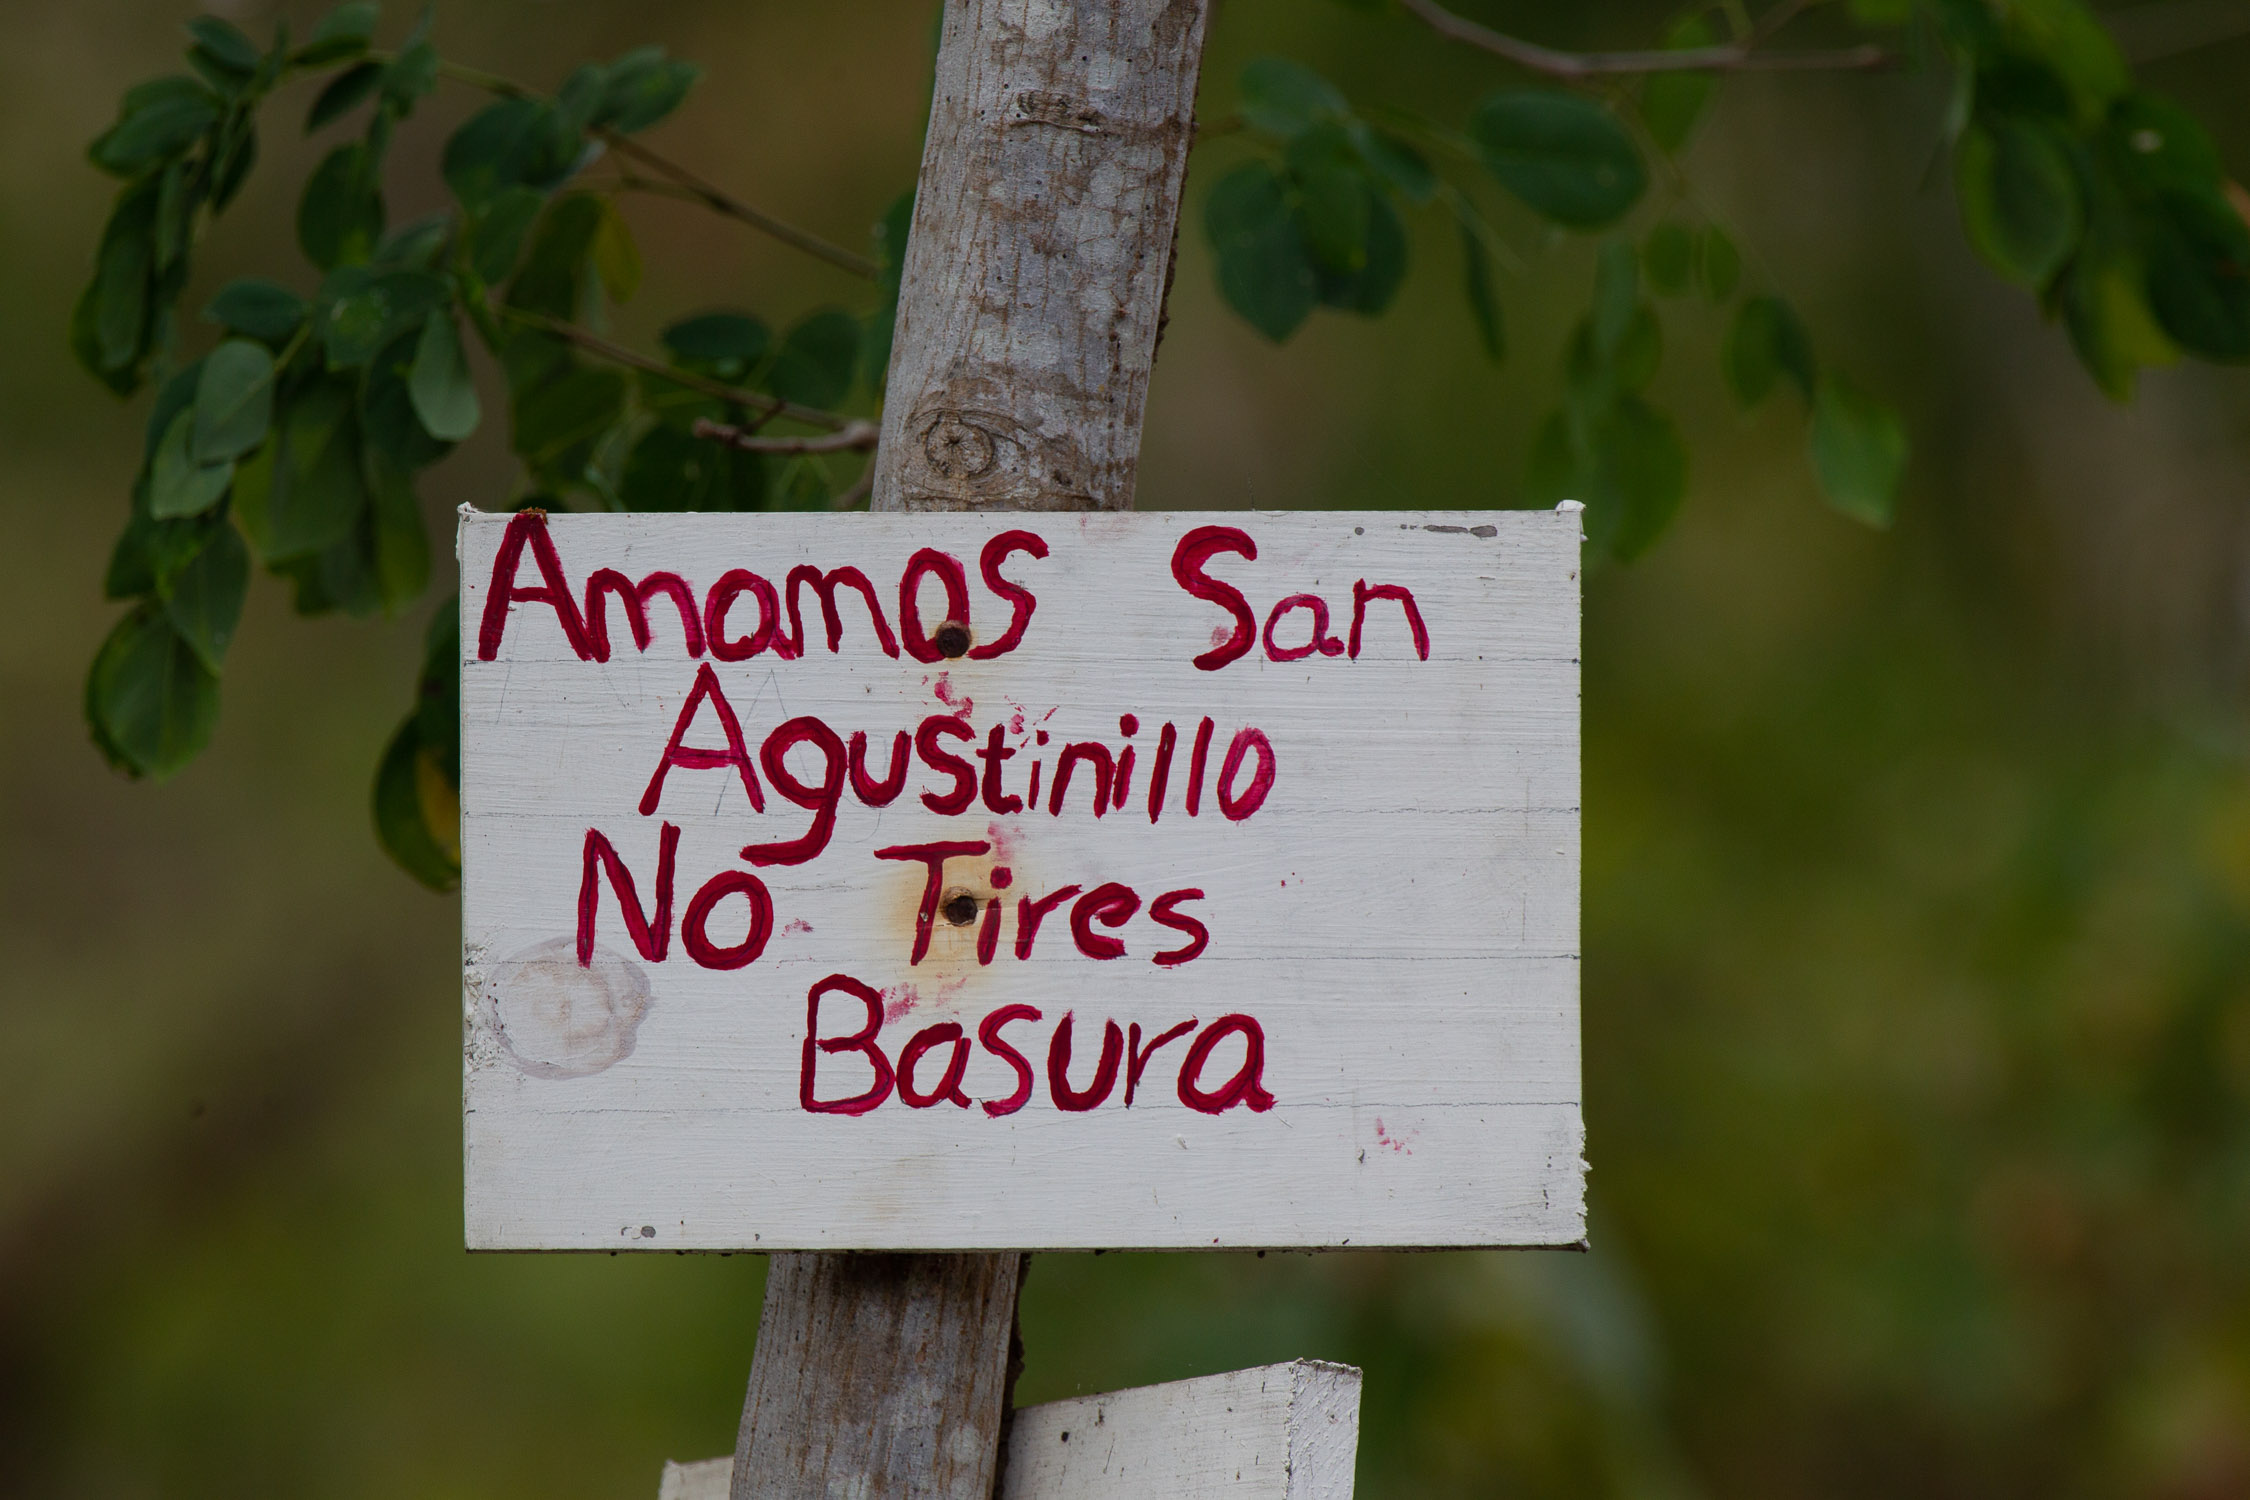 Amamos San
Agustinillo
No Tires
Basura